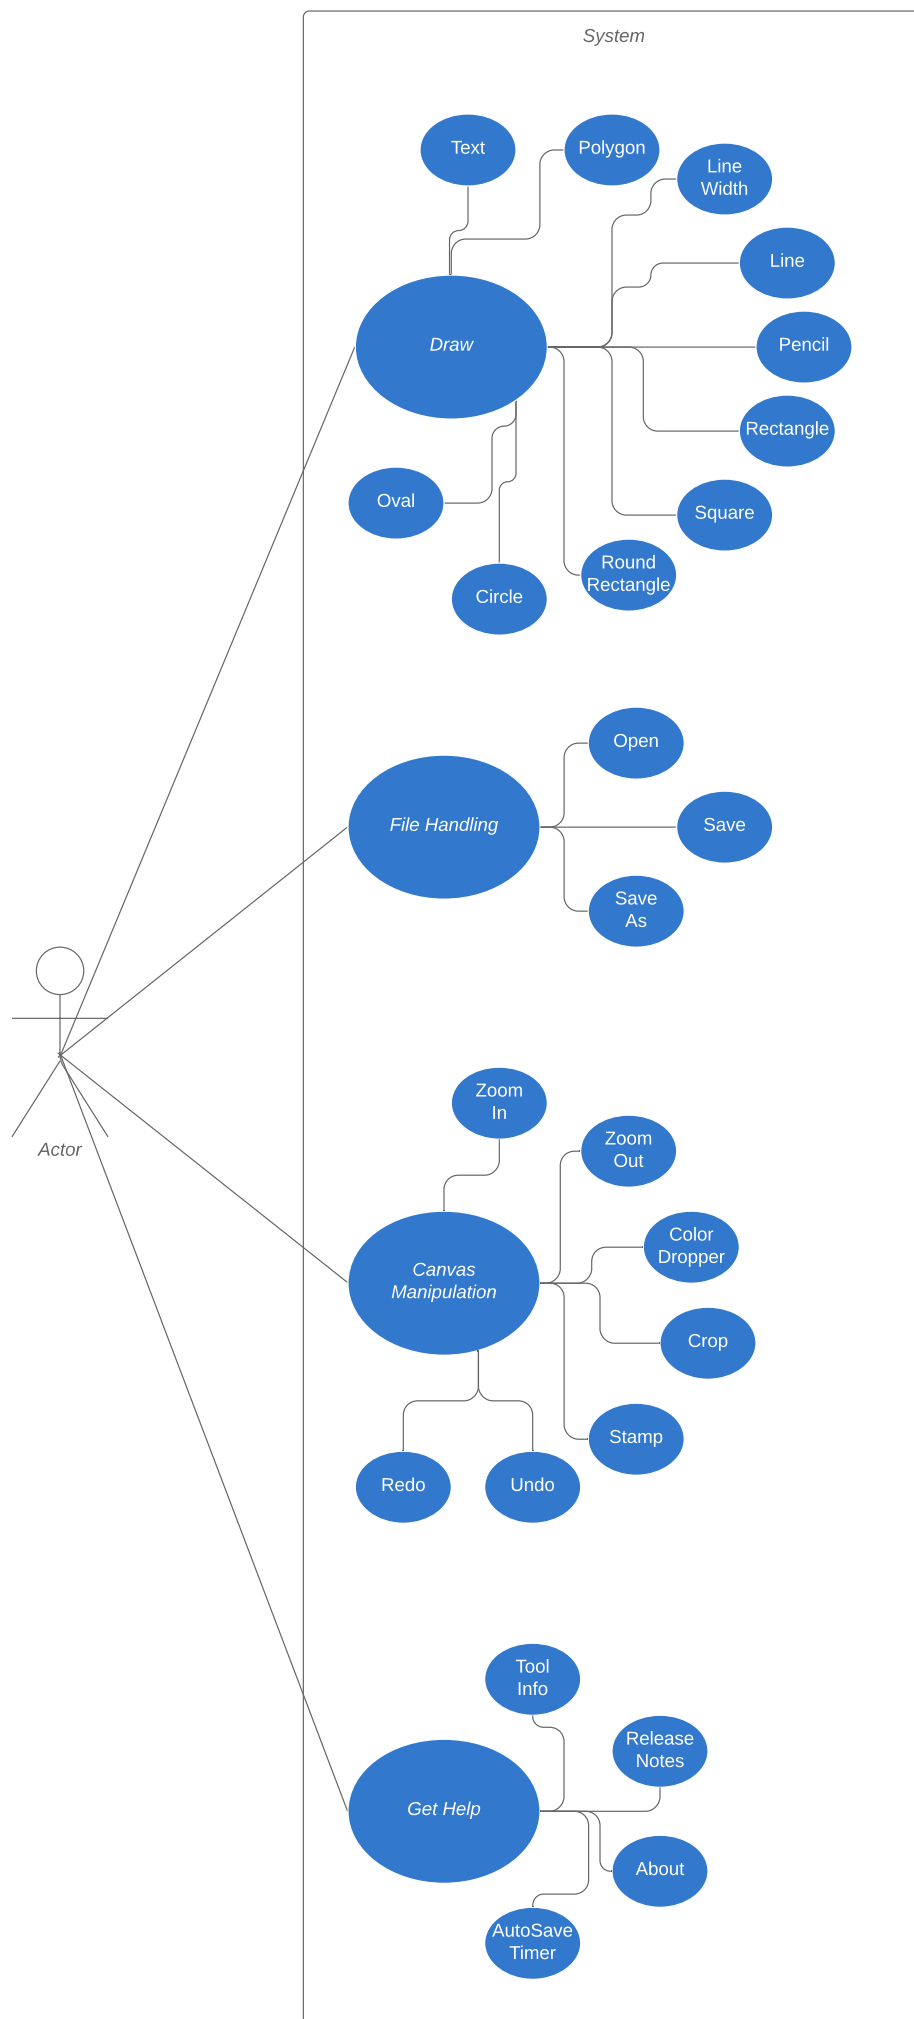 System
Text
Polygon
Line
Width
Line
Draw
Pencil
Rectangle
Oval
Square
Round
Rectangle
Circle
Open
File Handling
Save
Save
As
Actor
Zoom
In
Zoom
Out
Color
Dropper
Canvas
Manipulation
Crop
Stamp
Redo
Undo
Tool
Info
Release
Notes
Get Help
About
AutoSave
Timer